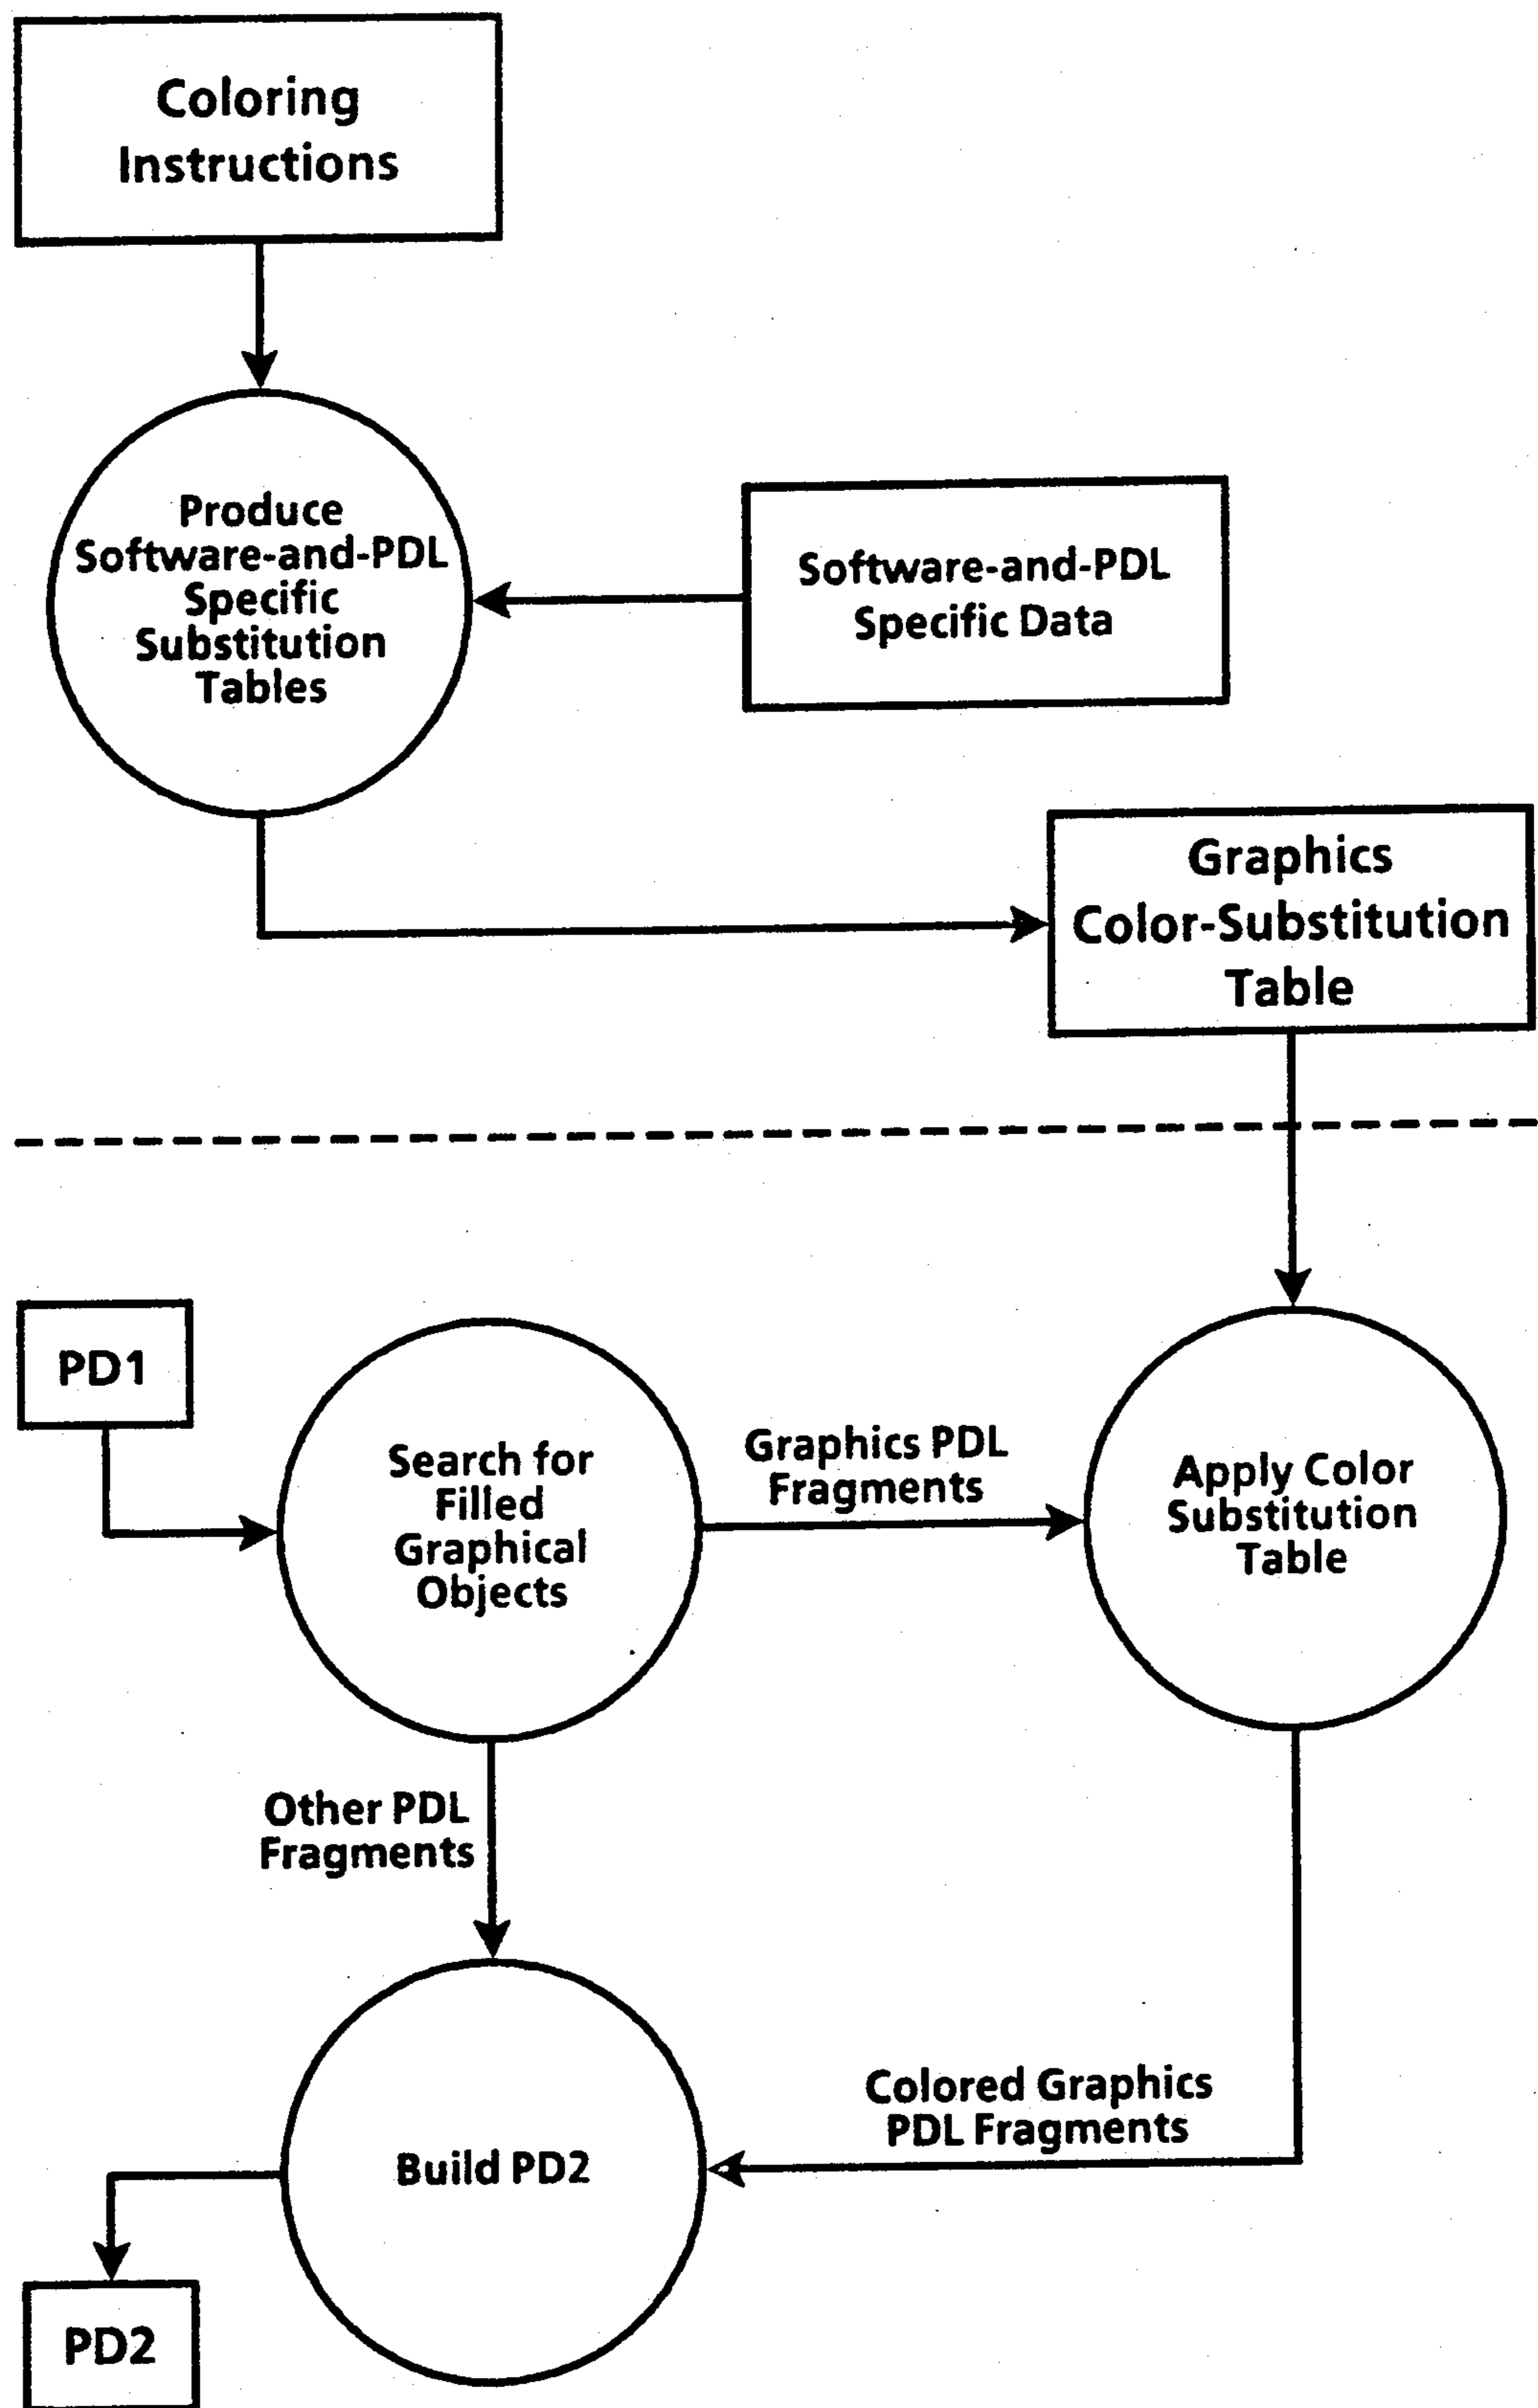 Coloring
Instructions
Produce
Software-and-PDL
Specific
Substitution
Tables
Software-and-PDL
Specific Data
Graphics
Color-Substitution
Table
PD1
Search for
Filled
Graphical
Objects
Graphics PDL
Fragments
Apply Color
Substitution
Table
Other PDL
Fragments
Colored Graphics
PDL Fragments
Build PD2
PD2